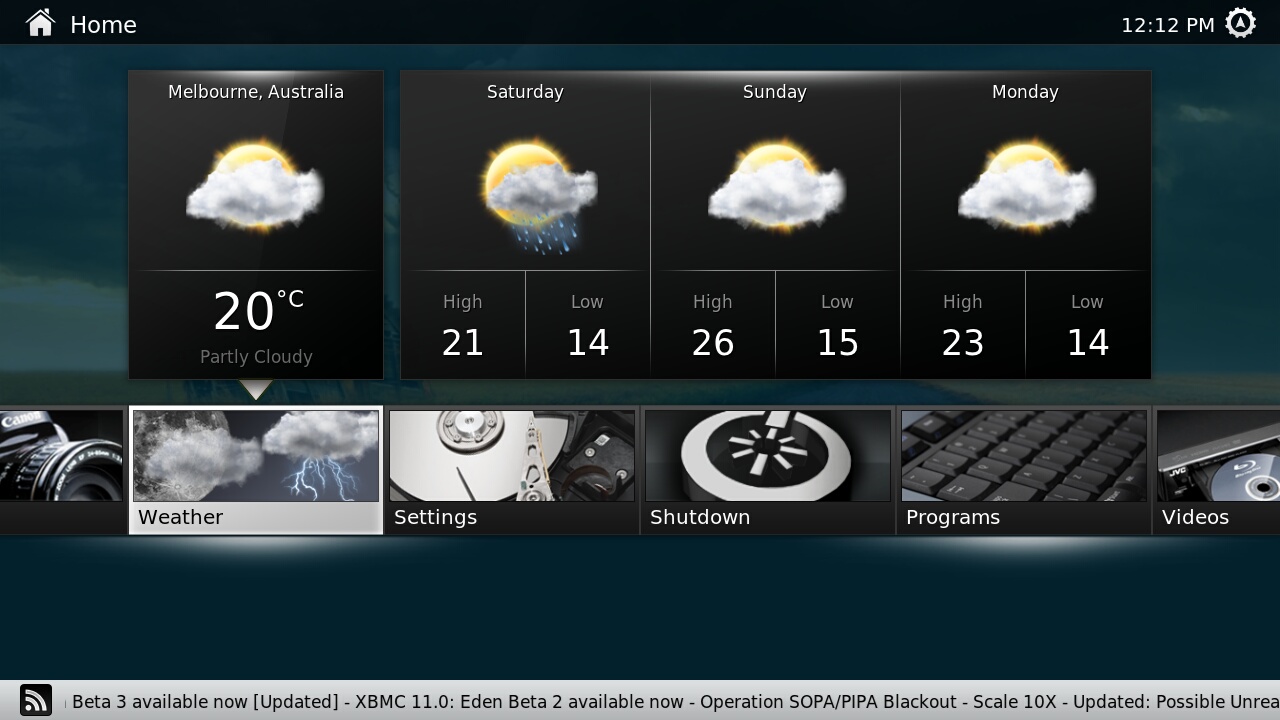 Home
12:12 PM
Melbourne, Australia
Saturday
Sunday
Monday
20°C
Partly Cloudy
High
Low
High
Low
High
Low
21
14
26
15
23
14
Canon
JVC
Weather
Settings
Shutdown
Programs
Videos
Beta 3 available now [Updated] - XBMC 11.0: Eden Beta 2 available now - Operation SOPA/PIPA Blackout - Scale 10X - Updated: Possible Unrea